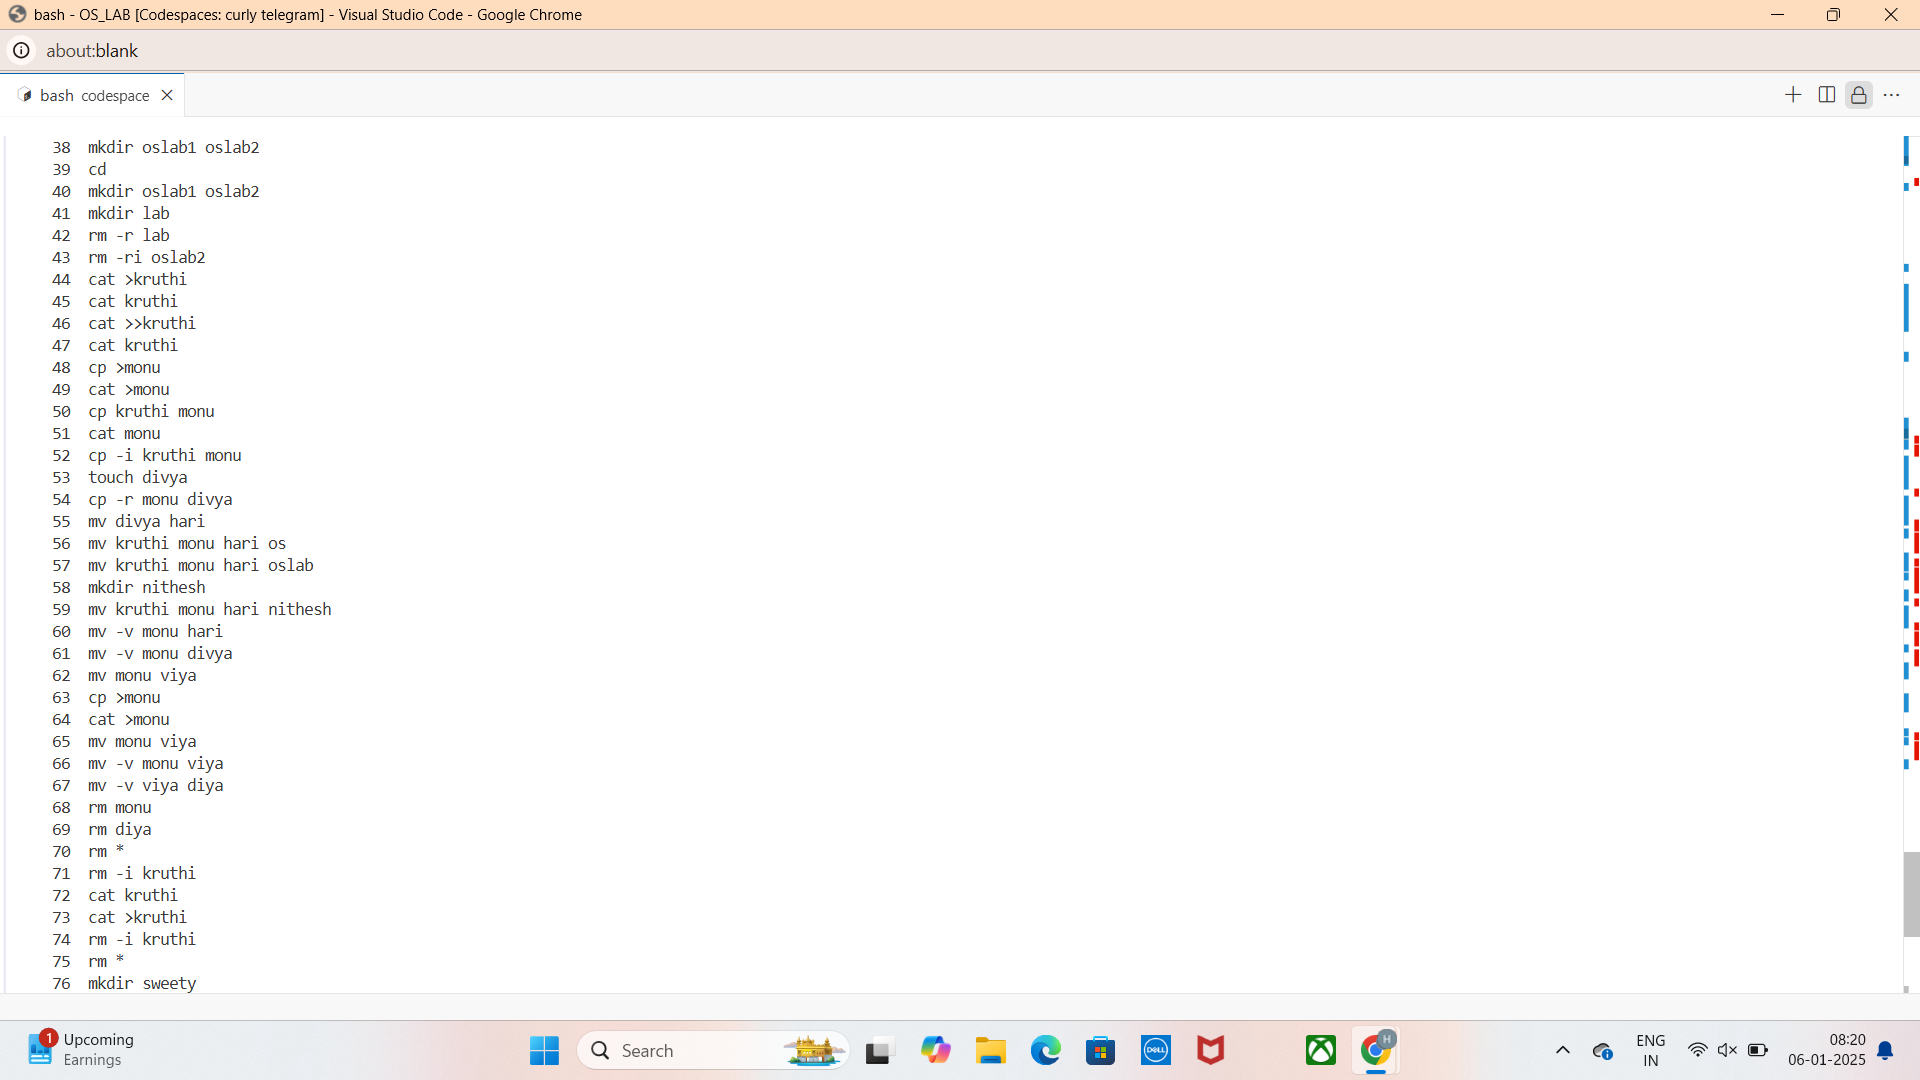 bash - OS_LAB [Codespaces: curly telegram] - Visual Studio Code - Google Chrome
about:blank
bash codespace
38 mkdir oslab1 oslab2
39 cd
40 mkdir oslab1 oslab2
41 mkdir lab
42 rm -r lab
43 rm -ri oslab2
44 cat >kruthi
45 cat kruthi
46 cat >>kruthi
47 cat kruthi
48 cp >monu
49 cat >monu
50 cp kruthi monu
51 cat monu
52 cp -i kruthi monu
53 touch divya
54 cp -r monu divya
55 mv divya hari
56 mv kruthi monu hari os
57 mv kruthi monu hari oslab
58 mkdir nithesh
59 mv kruthi monu hari nithesh
60 mv -v monu hari
61 mv -v monu divya
62 mv monu viya
63 cp >monu
64 cat >monu
65 mv monu viya
66 mv -v monu viya
67 mv -v viya diya
68 rm monu
69 rm diya
70 rm *
71 rm -i kruthi
72 cat kruthi
73 cat >kruthi
74 rm -i kruthi
75 rm *
76 mkdir sweety
1
Upcoming
Earnings
Search
DELL
H
ENG
IN
08:20
06-01-2025